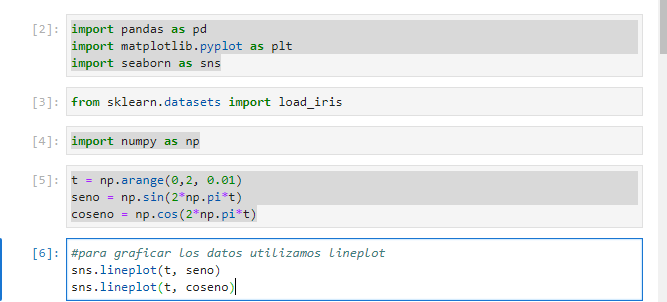 [2]: import pandas as pd
import matplotlib.pyplot as plt
import seaborn as sns
[3]: from sklearn.datasets import load_iris
[4]: import numpy as np
[5]: t = np.arange(0,2, 0.01)
seno = np.sin(2*np.pi*t)
coseno = np.cos(2*np.pi*t)
[6]: #para graficar los datos utilizamos lineplot
sns.lineplot(t, seno)
sns.lineplot(t, coseno)